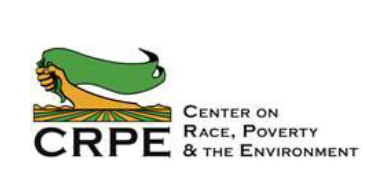 CRPE
CENTER ON
RACE, POVERTY
& THE ENVIRONMENT